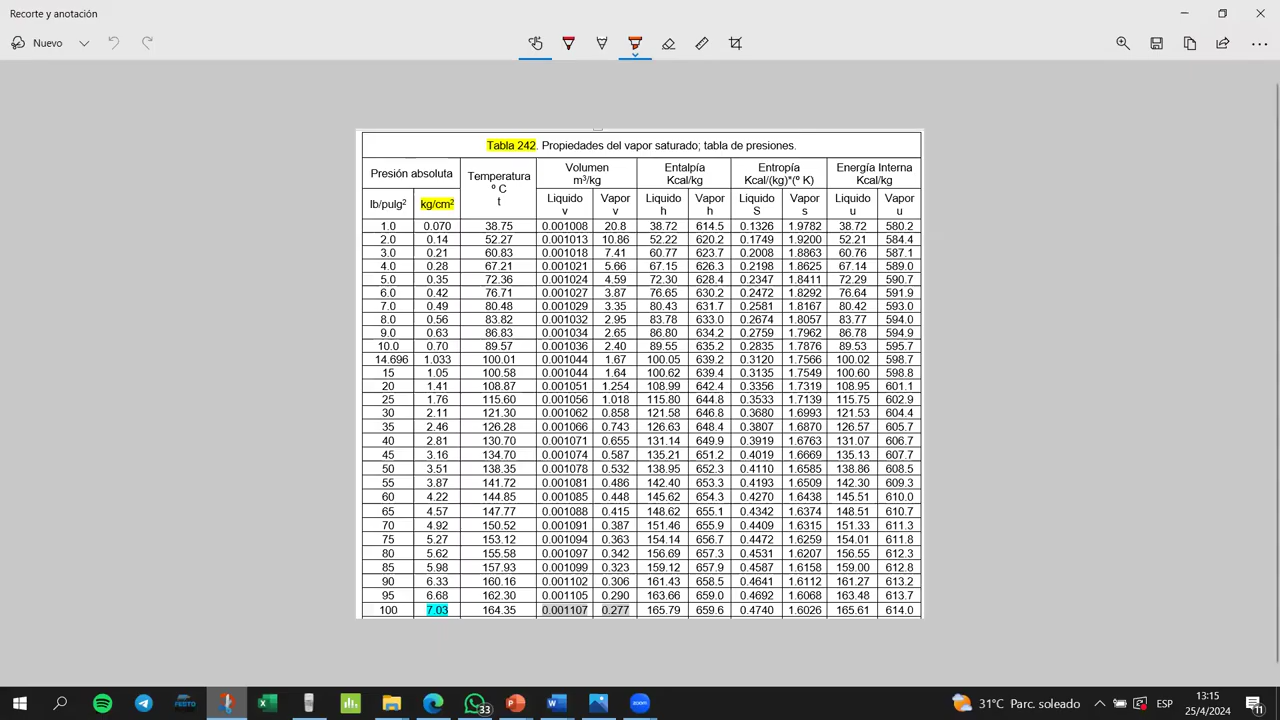 Recorte y anotación
Nuevo
Tabla 242. Propiedades del vapor saturado; tabla de presiones.
Presión absoluta Temperatura º C t Volumen m³/kg Entalpía Kcal/kg Entropía Kcal/(kg)*(º K) Energía Interna Kcal/kg
lb/pulg² kg/cm² Liquido v Vapor v Liquido h Vapor h Liquido S Vapor s Liquido u Vapor u
1.0 0.070 38.75 0.001008 20.8 38.72 614.5 0.1326 1.9782 38.72 580.2
2.0 0.14 52.27 0.001013 10.86 52.22 620.2 0.1749 1.9200 52.21 584.4
3.0 0.21 60.83 0.001018 7.41 60.77 623.7 0.2008 1.8863 60.76 587.1
4.0 0.28 67.21 0.001021 5.66 67.15 626.3 0.2198 1.8625 67.14 589.0
5.0 0.35 72.36 0.001024 4.59 72.30 628.4 0.2347 1.8411 72.29 590.7
6.0 0.42 76.71 0.001027 3.87 76.65 630.2 0.2472 1.8292 76.64 591.9
7.0 0.49 80.48 0.001029 3.35 80.43 631.7 0.2581 1.8167 80.42 593.0
8.0 0.56 83.82 0.001032 2.95 83.78 633.0 0.2674 1.8057 83.77 594.0
9.0 0.63 86.83 0.001034 2.65 86.80 634.2 0.2759 1.7962 86.78 594.9
10.0 0.70 89.57 0.001036 2.40 89.55 635.2 0.2835 1.7876 89.53 595.7
14.696 1.033 100.01 0.001044 1.67 100.05 639.2 0.3120 1.7566 100.02 598.7
15 1.05 100.58 0.001044 1.64 100.62 639.4 0.3135 1.7549 100.60 598.8
20 1.41 108.87 0.001051 1.254 108.99 642.4 0.3356 1.7319 108.95 601.1
25 1.76 115.60 0.001056 1.018 115.80 644.8 0.3533 1.7139 115.75 602.9
30 2.11 121.30 0.001062 0.858 121.58 646.8 0.3680 1.6993 121.53 604.4
35 2.46 126.28 0.001066 0.743 126.63 648.4 0.3807 1.6870 126.57 605.7
40 2.81 130.70 0.001071 0.655 131.14 649.9 0.3919 1.6763 131.07 606.7
45 3.16 134.70 0.001074 0.587 135.21 651.2 0.4019 1.6669 135.13 607.7
50 3.51 138.35 0.001078 0.532 138.95 652.3 0.4110 1.6585 138.86 608.5
55 3.87 141.72 0.001081 0.486 142.40 653.3 0.4193 1.6509 142.30 609.3
60 4.22 144.85 0.001085 0.448 145.62 654.3 0.4270 1.6438 145.51 610.0
65 4.57 147.77 0.001088 0.415 148.62 655.1 0.4342 1.6374 148.51 610.7
70 4.92 150.52 0.001091 0.387 151.46 655.9 0.4409 1.6315 151.33 611.3
75 5.27 153.12 0.001094 0.363 154.14 656.7 0.4472 1.6259 154.01 611.8
80 5.62 155.58 0.001097 0.342 156.69 657.3 0.4531 1.6207 156.55 612.3
85 5.98 157.93 0.001099 0.323 159.12 657.9 0.4587 1.6158 159.00 612.8
90 6.33 160.16 0.001102 0.306 161.43 658.5 0.4641 1.6112 161.27 613.2
95 6.68 162.30 0.001105 0.290 163.66 659.0 0.4692 1.6068 163.48 613.7
100 7.03 164.35 0.001107 0.277 165.79 659.6 0.4740 1.6026 165.61 614.0
FESTO 33 zoom 31°C Parc. soleado ESP 13:15
25/4/2024 11